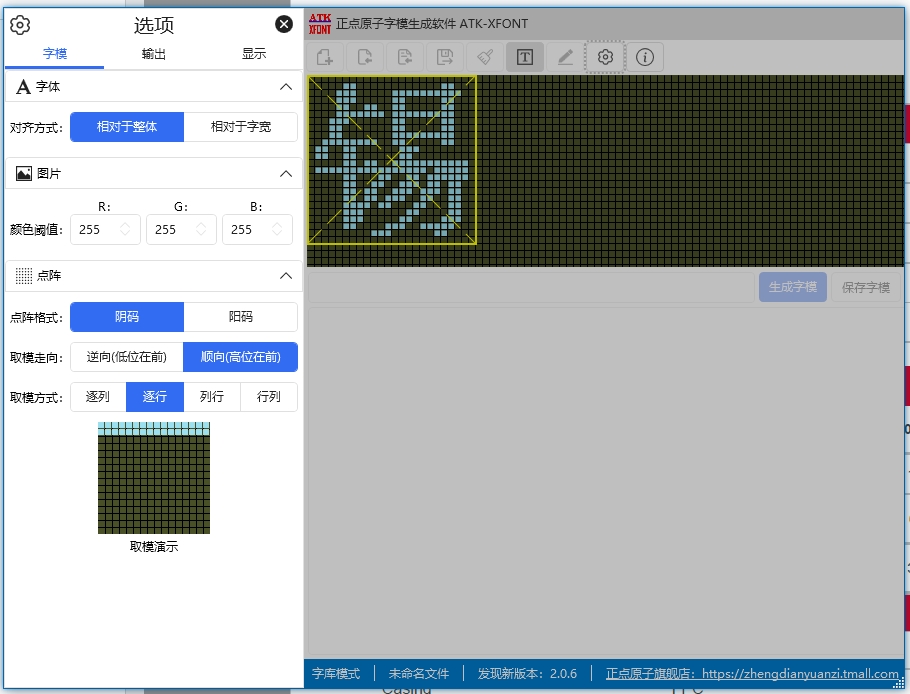 选项
ATK
XFONT
正点原子字模生成软件 ATK-XFONT
字模 输出 显示
字体
对齐方式： 相对于整体 相对于字宽
图片
R: G: B:
颜色阈值： 255 255 255
点阵
点阵格式： 阴码 阳码
取模走向： 逆向(低位在前) 顺向(高位在前)
取模方式： 逐列 逐行 列行 行列
取模演示
生成字模 保存字模
字库模式 未命名文件 发现新版本：2.0.6 正点原子旗舰店：https://zhengdianyuanzi.tmall.com